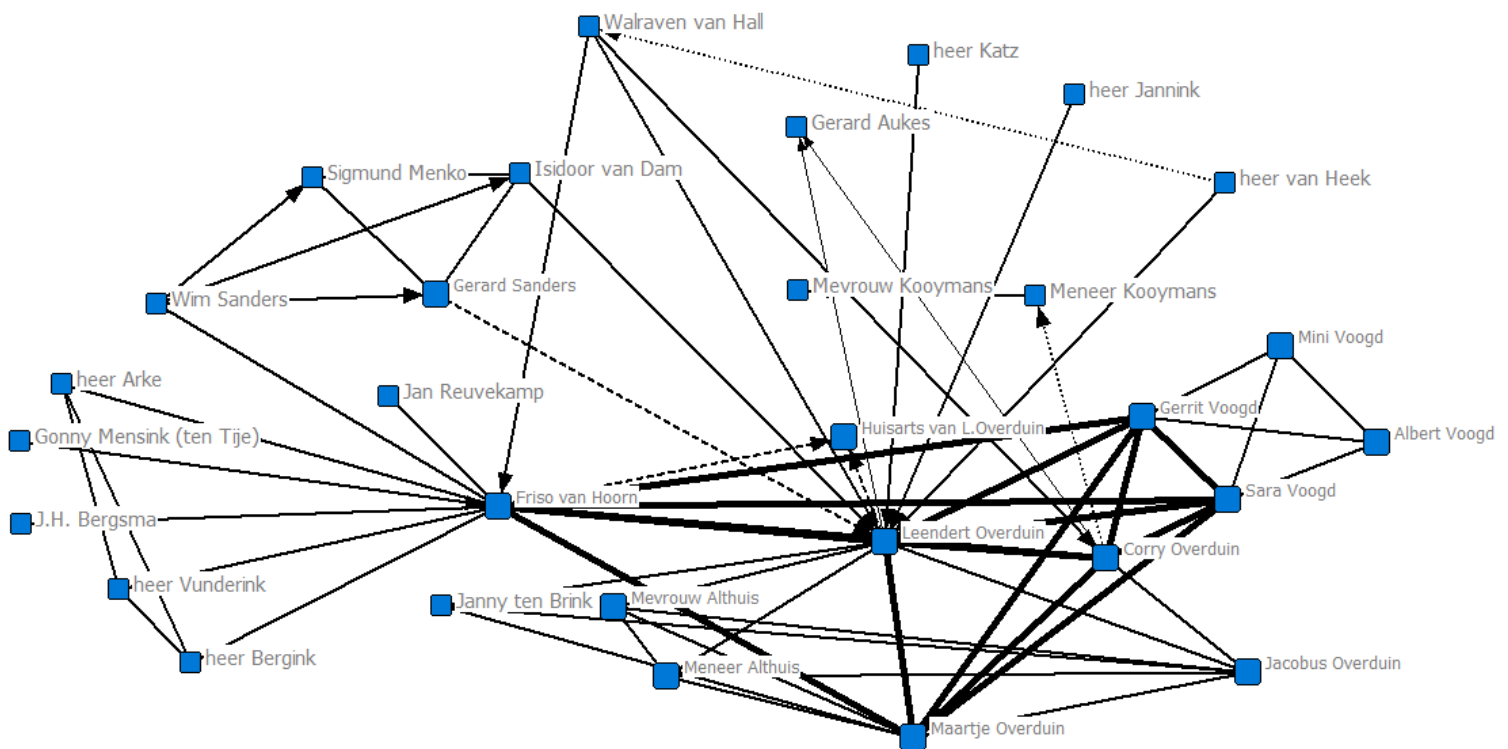 Walraven van Hall
heer Katz
heer Jannink
Gerard Aukes
Sigmund Menko
Isidoor van Dam
heer van Heek
Wim Sanders
Gerard Sanders
Mevrouw Kooymans
Meneer Kooymans
Mini Voogd
heer Arke
Jan Reuvekamp
Gerrit Voogd
Huisarts van L.Overduin
Albert Voogd
Gonny Mensink (ten Tije)
Friso van Hoorn
Sara Voogd
J.H. Bergsma
Leendert Overduin
Corry Overduin
heer Vunderink
Janny ten Brink
Mevrouw Althuis
heer Bergink
Meneer Althuis
Jacobus Overduin
Maartje Overduin